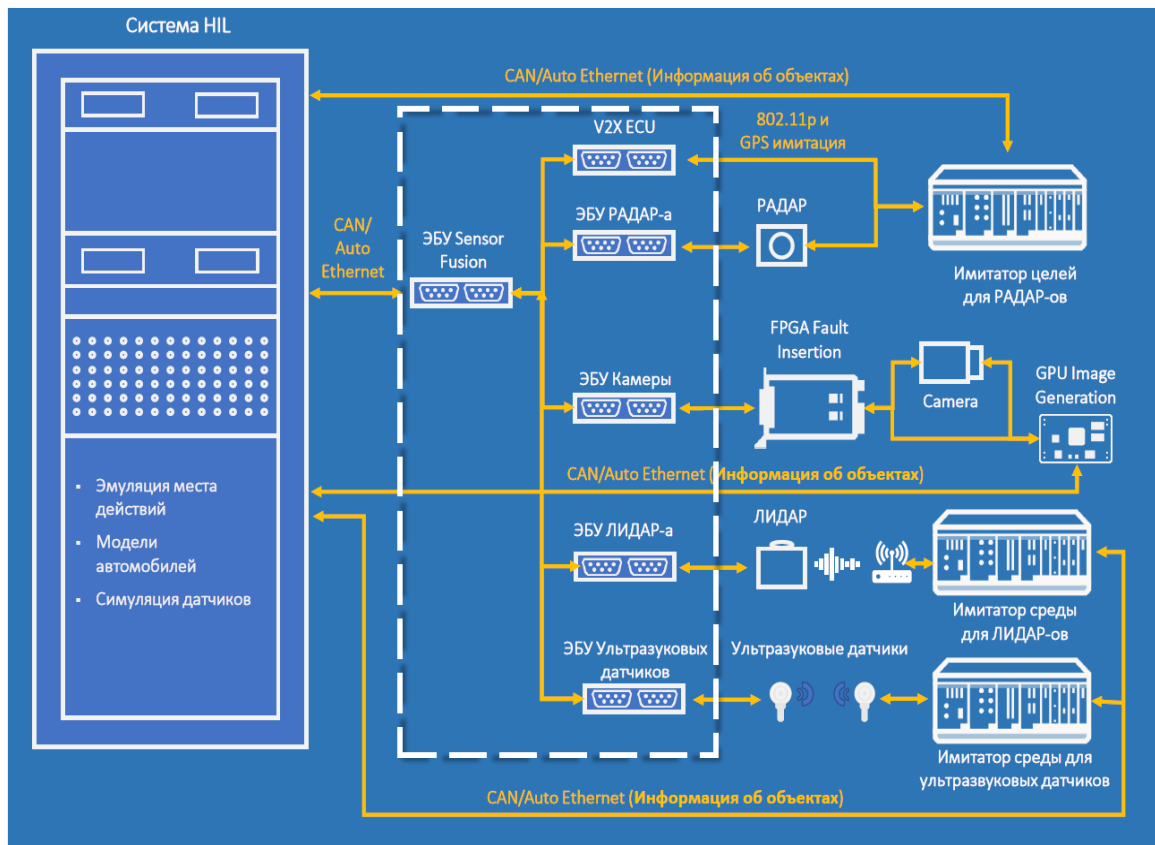 Система HIL
CAN/Auto Ethernet (Информация об объектах)
V2X ECU
802.11p и
GPS имитация
ЭБУ РАДАР-а
РАДАР
CAN/
Auto
Ethernet
ЭБУ Sensor
Fusion
Имитатор целей
для РАДАР-ов
FPGA Fault
Insertion
ЭБУ Камеры
Camera
GPU Image
Generation
CAN/Auto Ethernet (Информация об объектах)
▪ Эмуляция места
действий
▪ Модели
автомобилей
▪ Симуляция датчиков
ЭБУ ЛИДАР-а
ЛИДАР
Имитатор среды
для ЛИДАР-ов
ЭБУ Ультразуковых
датчиков
Ультразуковые датчики
Имитатор среды для
ультразвуковых датчиков
CAN/Auto Ethernet (Информация об объектах)